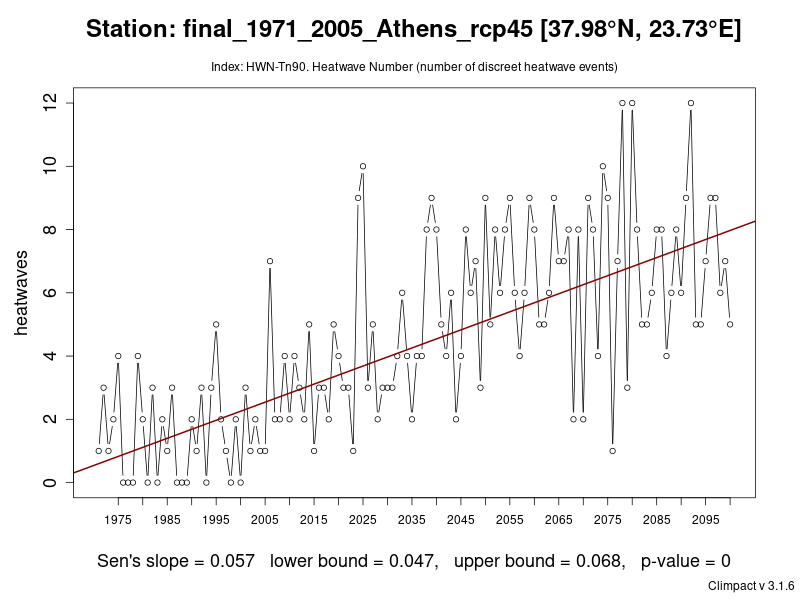 Station: final_1971_2005_Athens_rcp45 [37.98°N, 23.73°E]
Index: HWN-Tn90. Heatwave Number (number of discreet heatwave events)
12
10
8
6
4
2
0
heatwaves
1975 1985 1995 2005 2015 2025 2035 2045 2055 2065 2075 2085 2095
Sen's slope = 0.057 lower bound = 0.047, upper bound = 0.068, p-value = 0
Climpact v 3.1.6